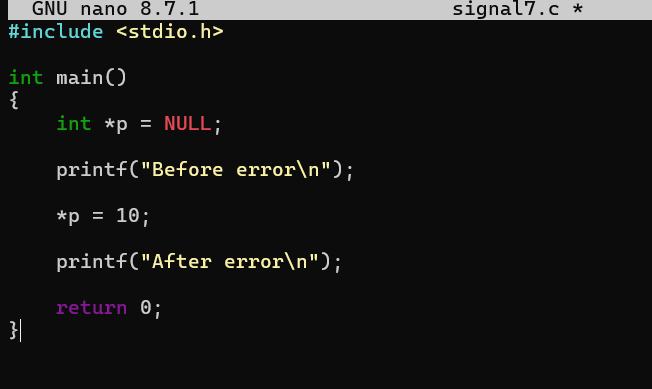 GNU nano 8.7.1 signal7.c *
#include <stdio.h>
int main()
{
    int *p = NULL;
    printf("Before error\n");
    *p = 10;
    printf("After error\n");
    return 0;
}